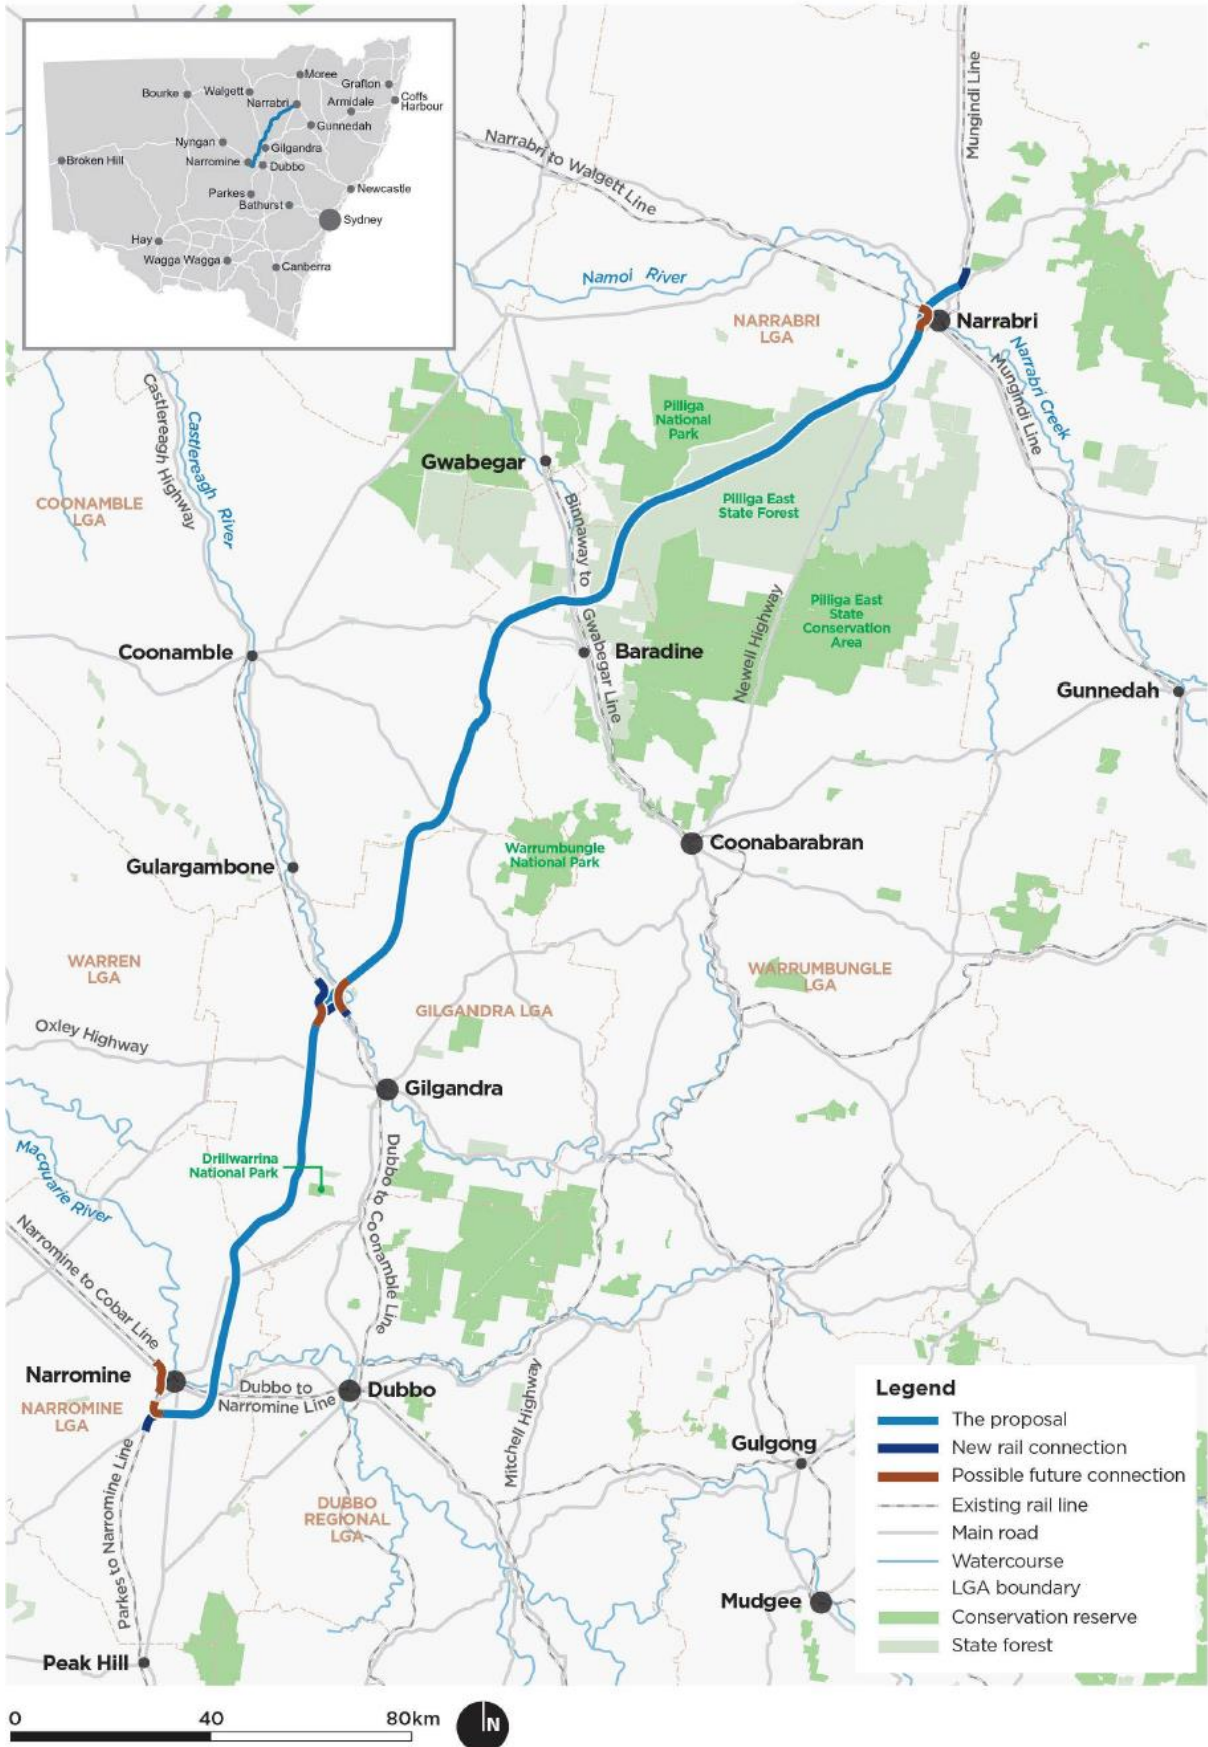 Moree
Grafton
Bourke
Walgett
Narrabri
Armidale
Coffs
Harbour
Gunnedah
Nyngan
Gilgandra
Broken Hill
Narromine
Dubbo
Parkes
Newcastle
Bathurst
Sydney
Hay
Wagga Wagga
Canberra
Mungindi Line
Narrabri to Walgett Line
Namoi River
NARRABRI
LGA
Narrabri
Narrabri Creek
Mungindi Line
Castlereagh Highway
Castlereagh River
Pilliga
National
Park
Gwabegar
COONAMBLE
LGA
Binnaway to Gwabegar Line
Pilliga East
State Forest
Pilliga East
State
Conservation
Area
Newell Highway
Coonamble
Baradine
Gunnedah
Warrumbungle
National Park
Coonabarabran
Gulargambone
WARREN
LGA
WARRUMBUNGLE
LGA
GILGANDRA LGA
Oxley Highway
Gilgandra
Macquarie River
Drillwarrina
National Park
Dubbo to Coonamble Line
Narromine to Cobar Line
Narromine
NARROMINE
LGA
Dubbo to
Narromine Line
Dubbo
Mitchell Highway
Parkes to Narromine Line
DUBBO
REGIONAL
LGA
Gulgong
Mudgee
Peak Hill
Legend
The proposal
New rail connection
Possible future connection
Existing rail line
Main road
Watercourse
LGA boundary
Conservation reserve
State forest
0 40 80km
N